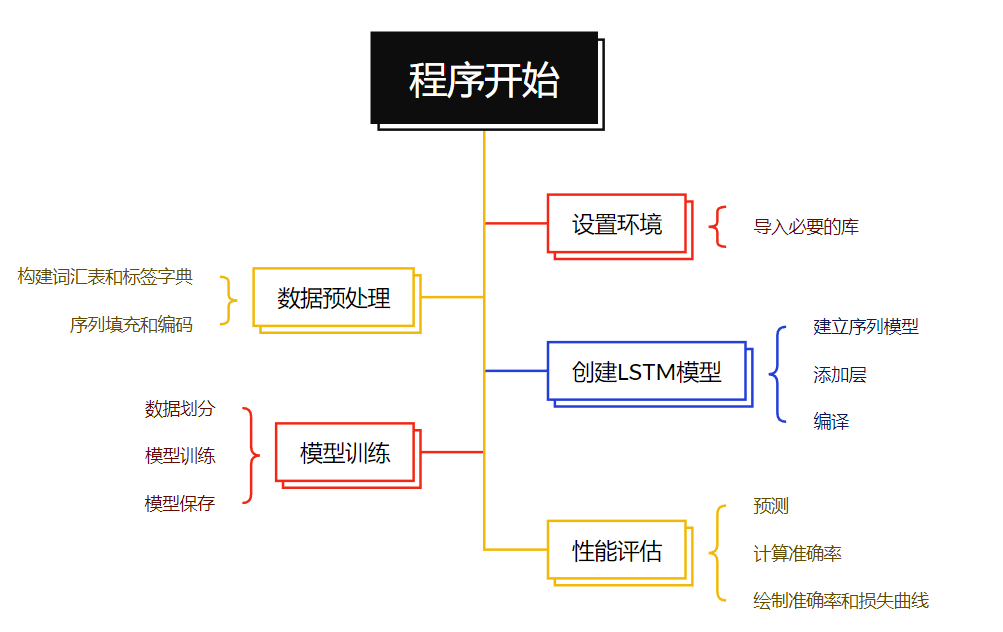 程序开始
设置环境
导入必要的库
数据预处理
构建词汇表和标签字典
序列填充和编码
创建LSTM模型
建立序列模型
添加层
编译
模型训练
数据划分
模型训练
模型保存
性能评估
预测
计算准确率
绘制准确率和损失曲线